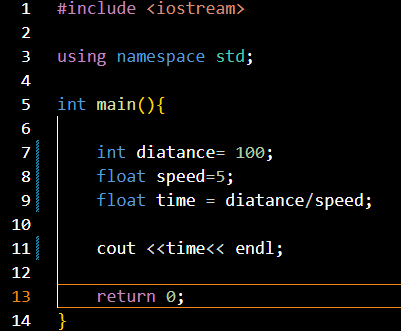 1 #include <iostream>
2
3 using namespace std;
4
5 int main(){
6
7 int diatance= 100;
8 float speed=5;
9 float time = diatance/speed;
10
11 cout <<time<< endl;
12
13 return 0;
14 }